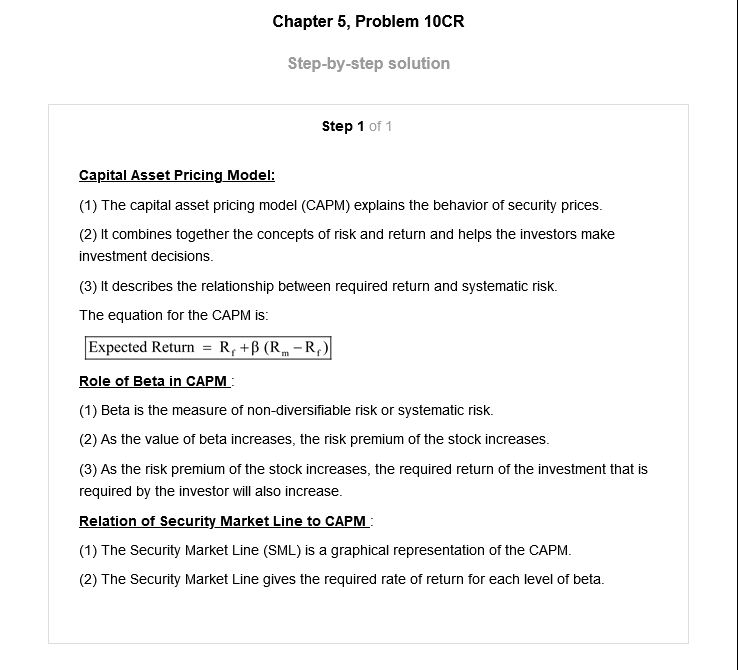 Chapter 5, Problem 10CR
Step-by-step solution
Step 1 of 1
Capital Asset Pricing Model:
(1) The capital asset pricing model (CAPM) explains the behavior of security prices.
(2) It combines together the concepts of risk and return and helps the investors make
investment decisions.
(3) It describes the relationship between required return and systematic risk.
The equation for the CAPM is:
Expected Return = R_f + β (R_m − R_f)
Role of Beta in CAPM :
(1) Beta is the measure of non-diversifiable risk or systematic risk.
(2) As the value of beta increases, the risk premium of the stock increases.
(3) As the risk premium of the stock increases, the required return of the investment that is
required by the investor will also increase.
Relation of Security Market Line to CAPM :
(1) The Security Market Line (SML) is a graphical representation of the CAPM.
(2) The Security Market Line gives the required rate of return for each level of beta.